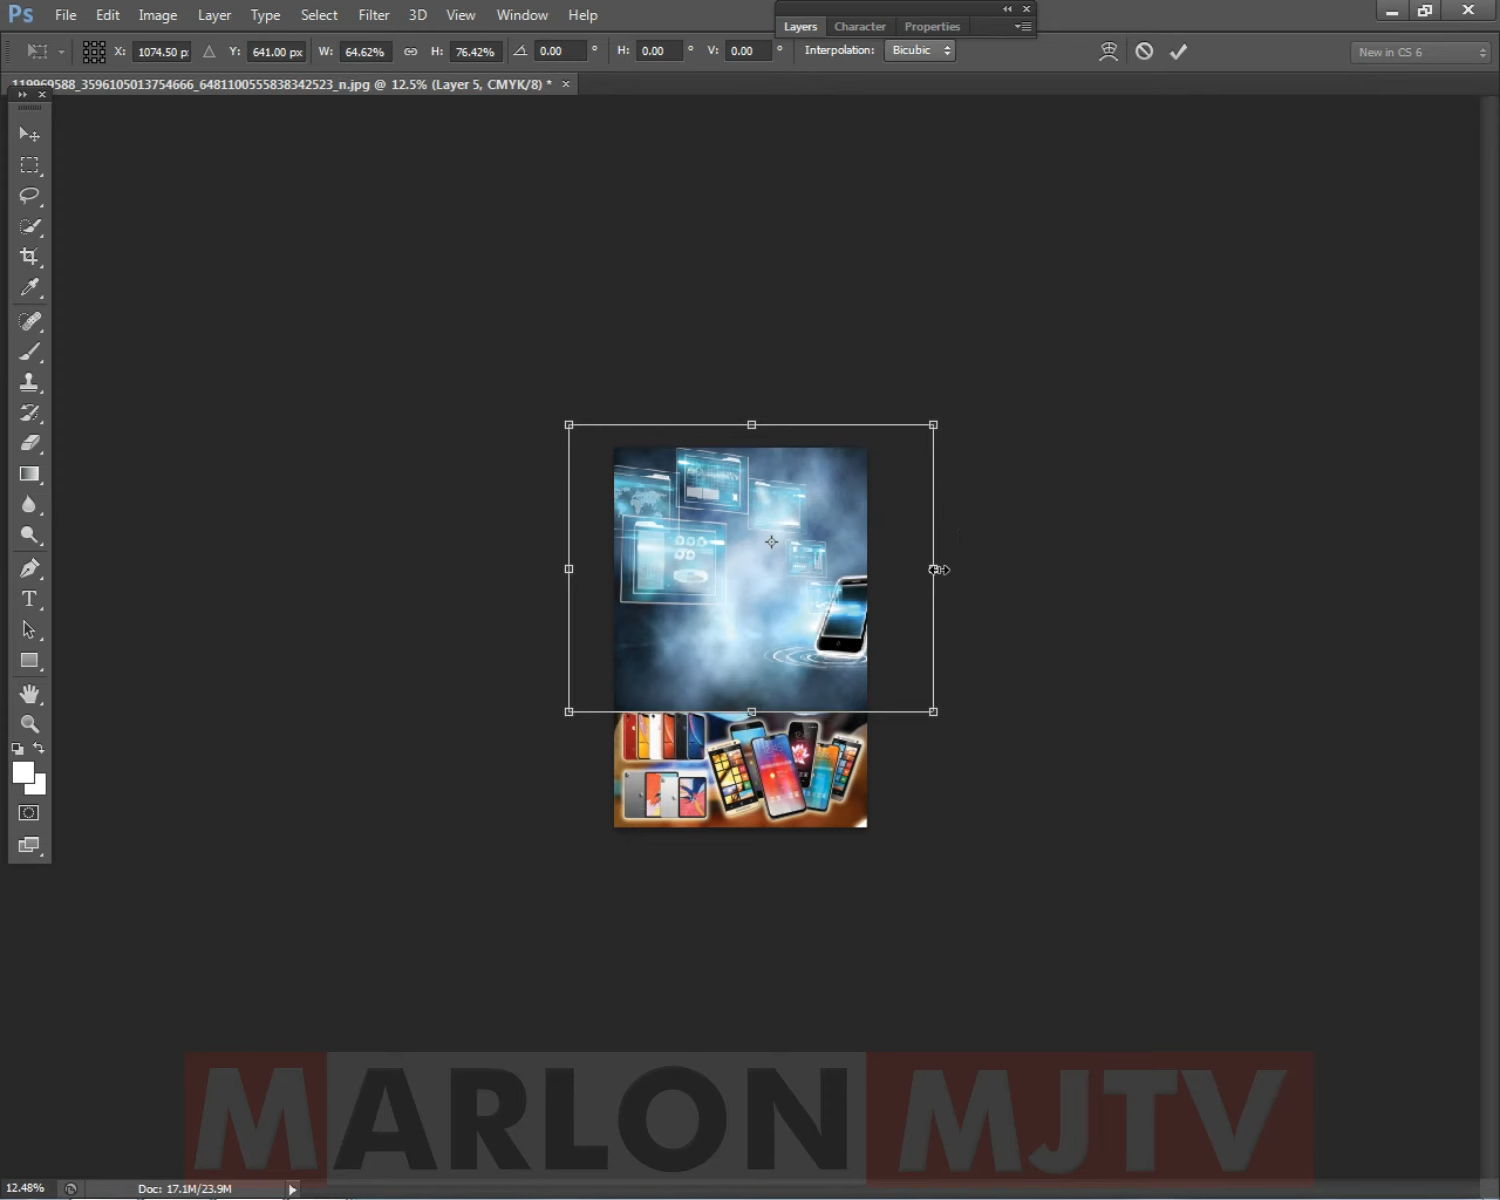 Ps File Edit Image Layer Type Select Filter 3D View Window Help
Layers Character Properties
X: 1074.50 p Y: 641.00 px W: 64.62% H: 76.42% 0.00 ° H: 0.00 ° V: 0.00 ° Interpolation: Bicubic New in CS 6
119969588_3596105013754666_6481100555838342523_n.jpg @ 12.5% (Layer 5, CMYK/8) * ×
T
MARLON MJTV
12.48% Doc: 17.1M/23.9M